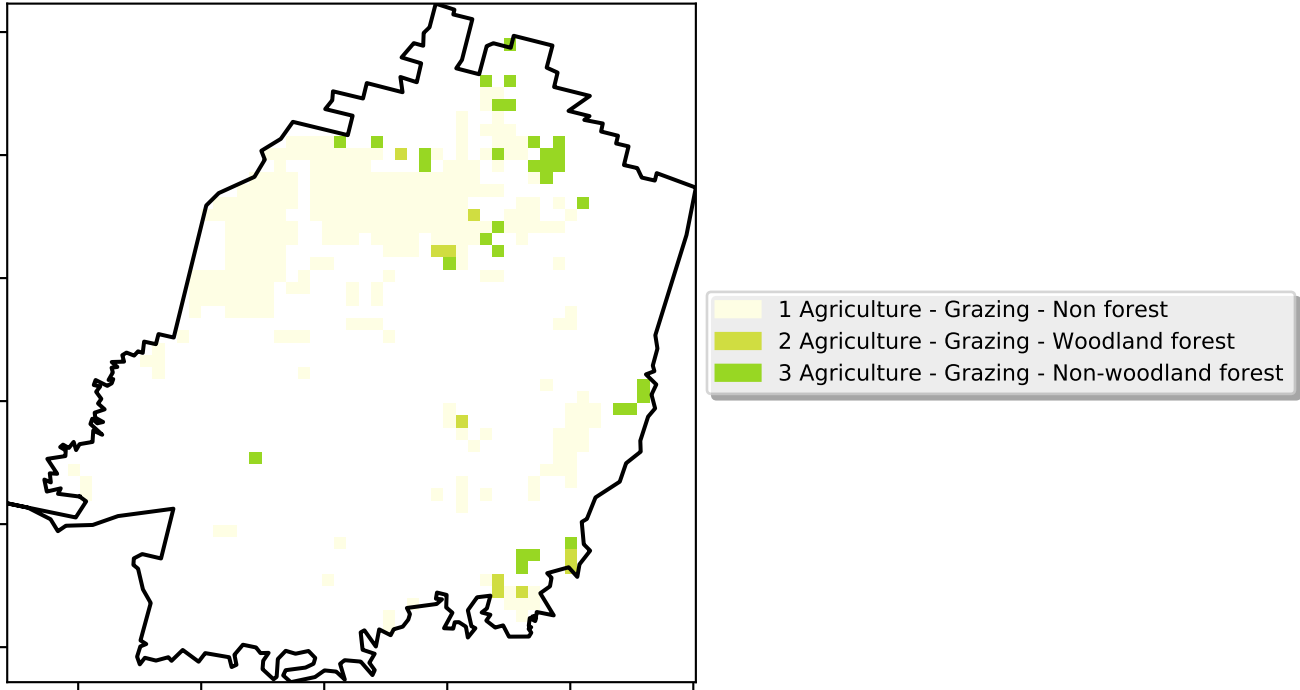 1 Agriculture - Grazing - Non forest
2 Agriculture - Grazing - Woodland forest
3 Agriculture - Grazing - Non-woodland forest